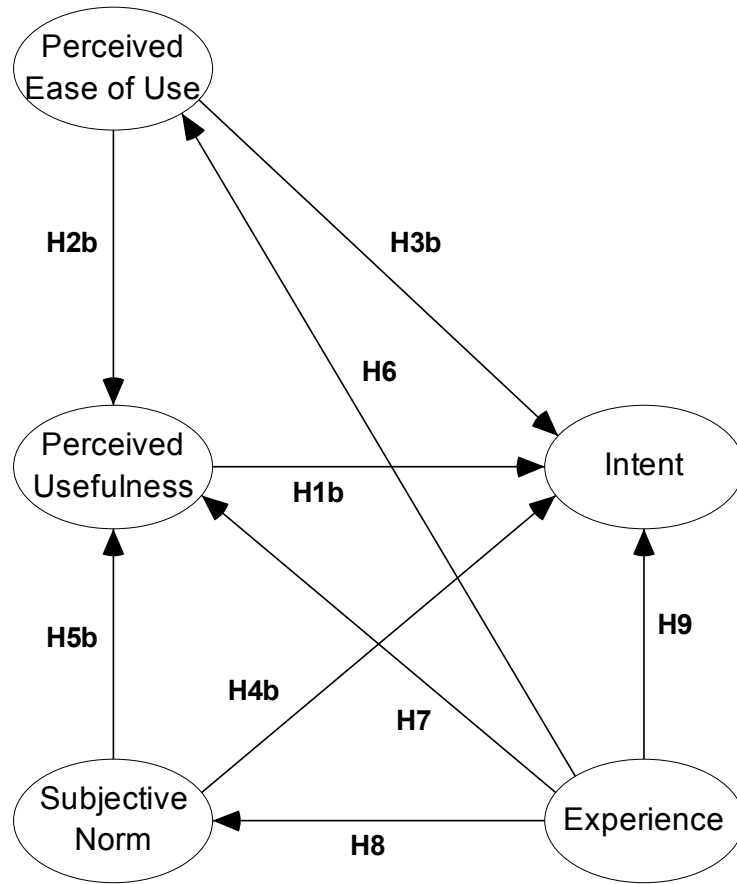 Perceived
Ease of Use
H2b
H3b
H6
Perceived
Usefulness
Intent
H1b
H5b
H9
H4b
H7
Subjective
Norm
Experience
H8